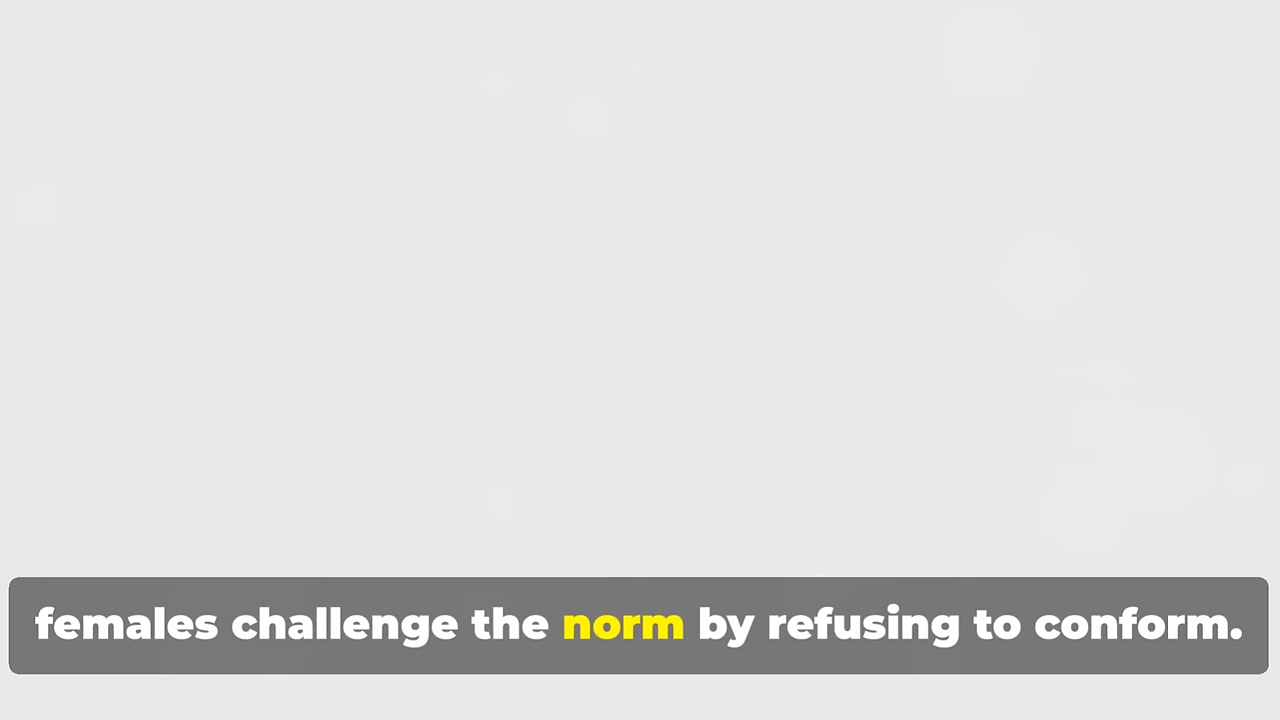 females challenge the norm by refusing to conform.